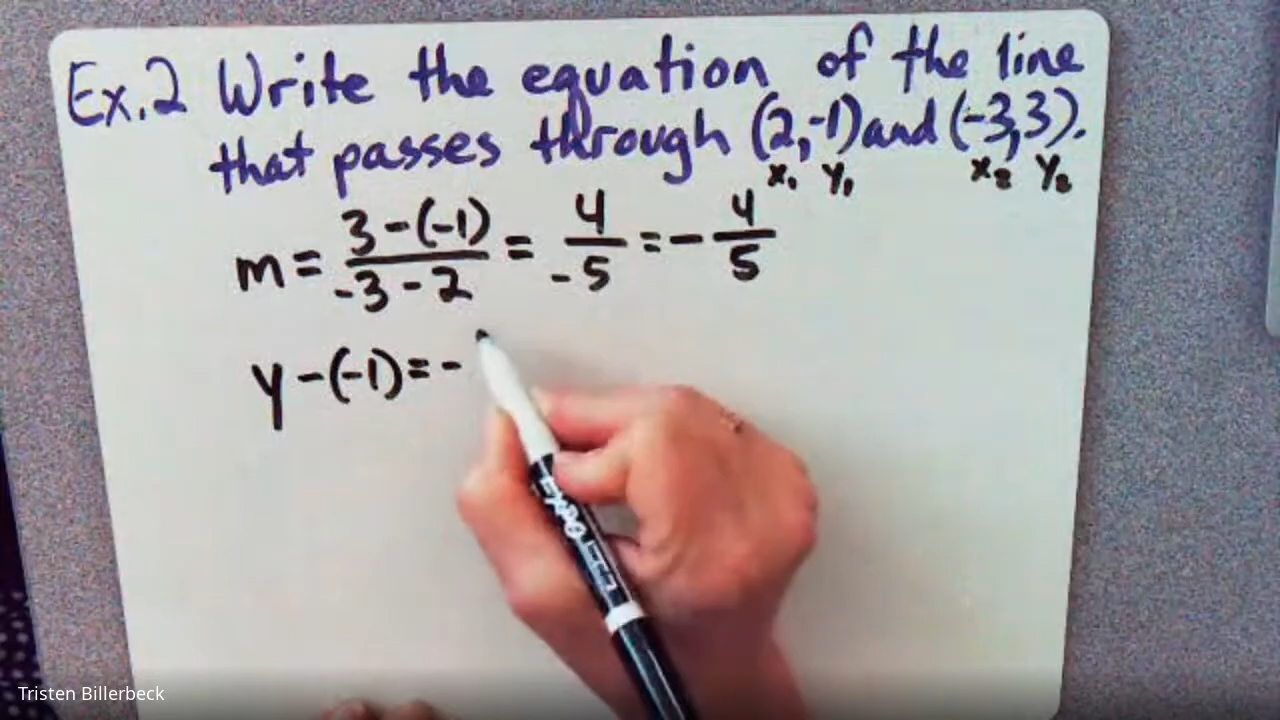 Ex.2 Write the equation of the line
that passes through (2,-1) and (-3,3).
x₁ y₁ x₂ y₂
m = 3-(-1)/-3-2 = 4/-5 = -4/5
y-(-1)=-
Expo
Tristen Billerbeck